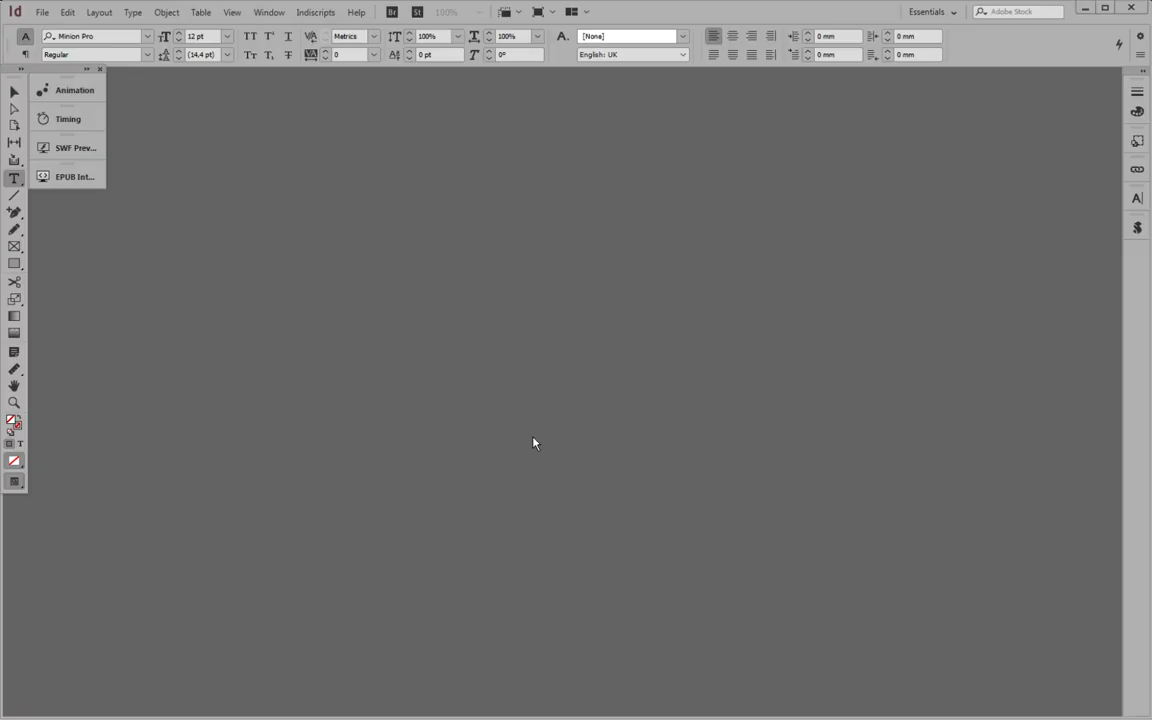 Id File Edit Layout Type Object Table View Window Indiscripts Help Br St 100% Essentials Adobe Stock
A Minion Pro 12 pt TT Metrics 100% 100% A. [None] 0 mm 0 mm
Regular (14.4 pt) 0 0 pt 0° English: UK 0 mm 0 mm
Animation
Timing
SWF Prev...
EPUB Int...